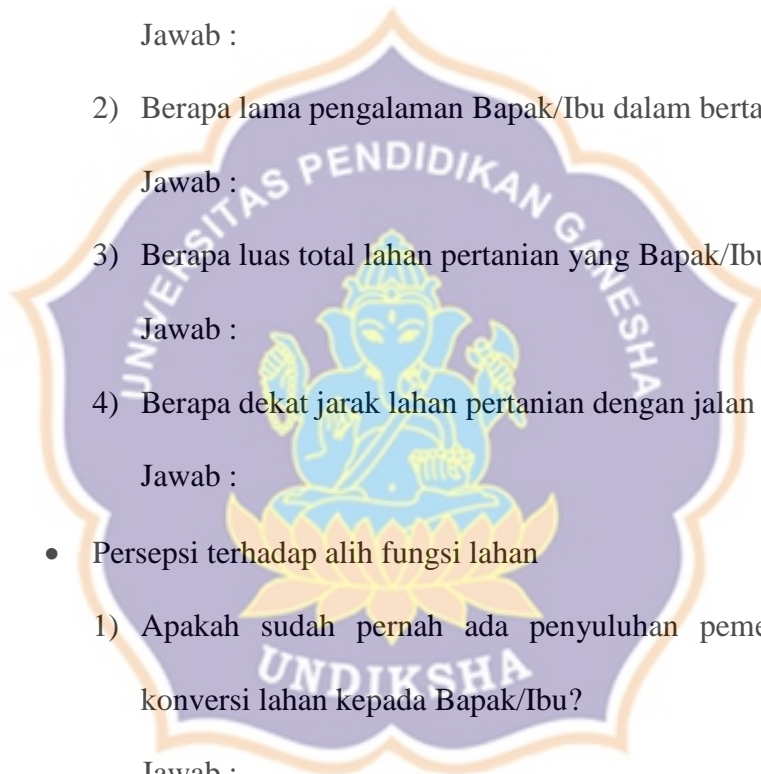 Jawab :
2) Berapa lama pengalaman Bapak/Ibu dalam berta
Jawab :
3) Berapa luas total lahan pertanian yang Bapak/Ibu
Jawab :
4) Berapa dekat jarak lahan pertanian dengan jalan
Jawab :
• Persepsi terhadap alih fungsi lahan
1) Apakah sudah pernah ada penyuluhan peme
konversi lahan kepada Bapak/Ibu?
Jawab :
UNIVERSITAS PENDIDIKAN GANESHA
UNDIKSHA